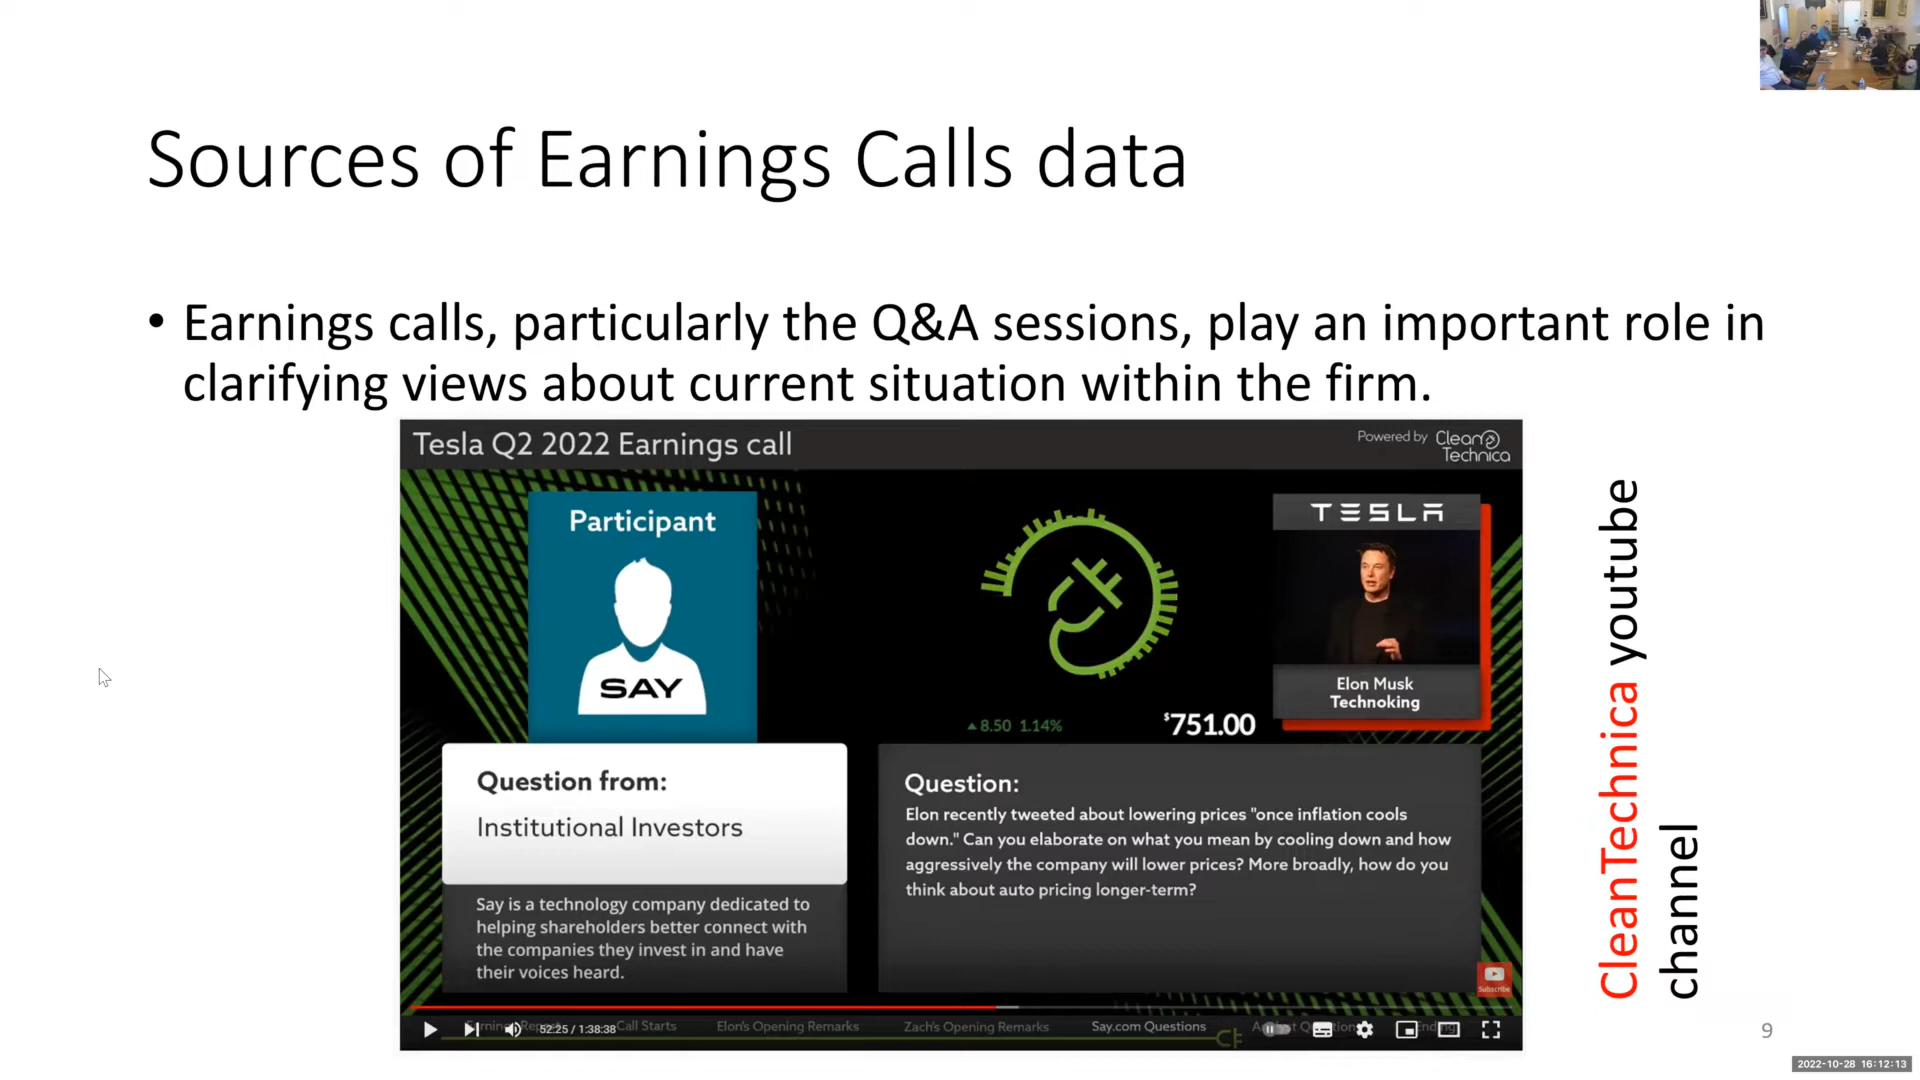 Sources of Earnings Calls data
• Earnings calls, particularly the Q&A sessions, play an important role in
clarifying views about current situation within the firm.
Tesla Q2 2022 Earnings call
Powered by
Clean
Technica
Participant
SAY
TESLA
Elon Musk
Technoking
▲8.50 1.14%
$751.00
Question from:
Institutional Investors
Say is a technology company dedicated to
helping shareholders better connect with
the companies they invest in and have
their voices heard.
Question:
Elon recently tweeted about lowering prices "once inflation cools
down." Can you elaborate on what you mean by cooling down and how
aggressively the company will lower prices? More broadly, how do you
think about auto pricing longer-term?
Subscribe
52:25 / 1:38:38
Call Starts
Elon's Opening Remarks
Zach's Opening Remarks
Say.com Questions
CleanTechnica youtube
channel
9
2022-10-28 16:12:13